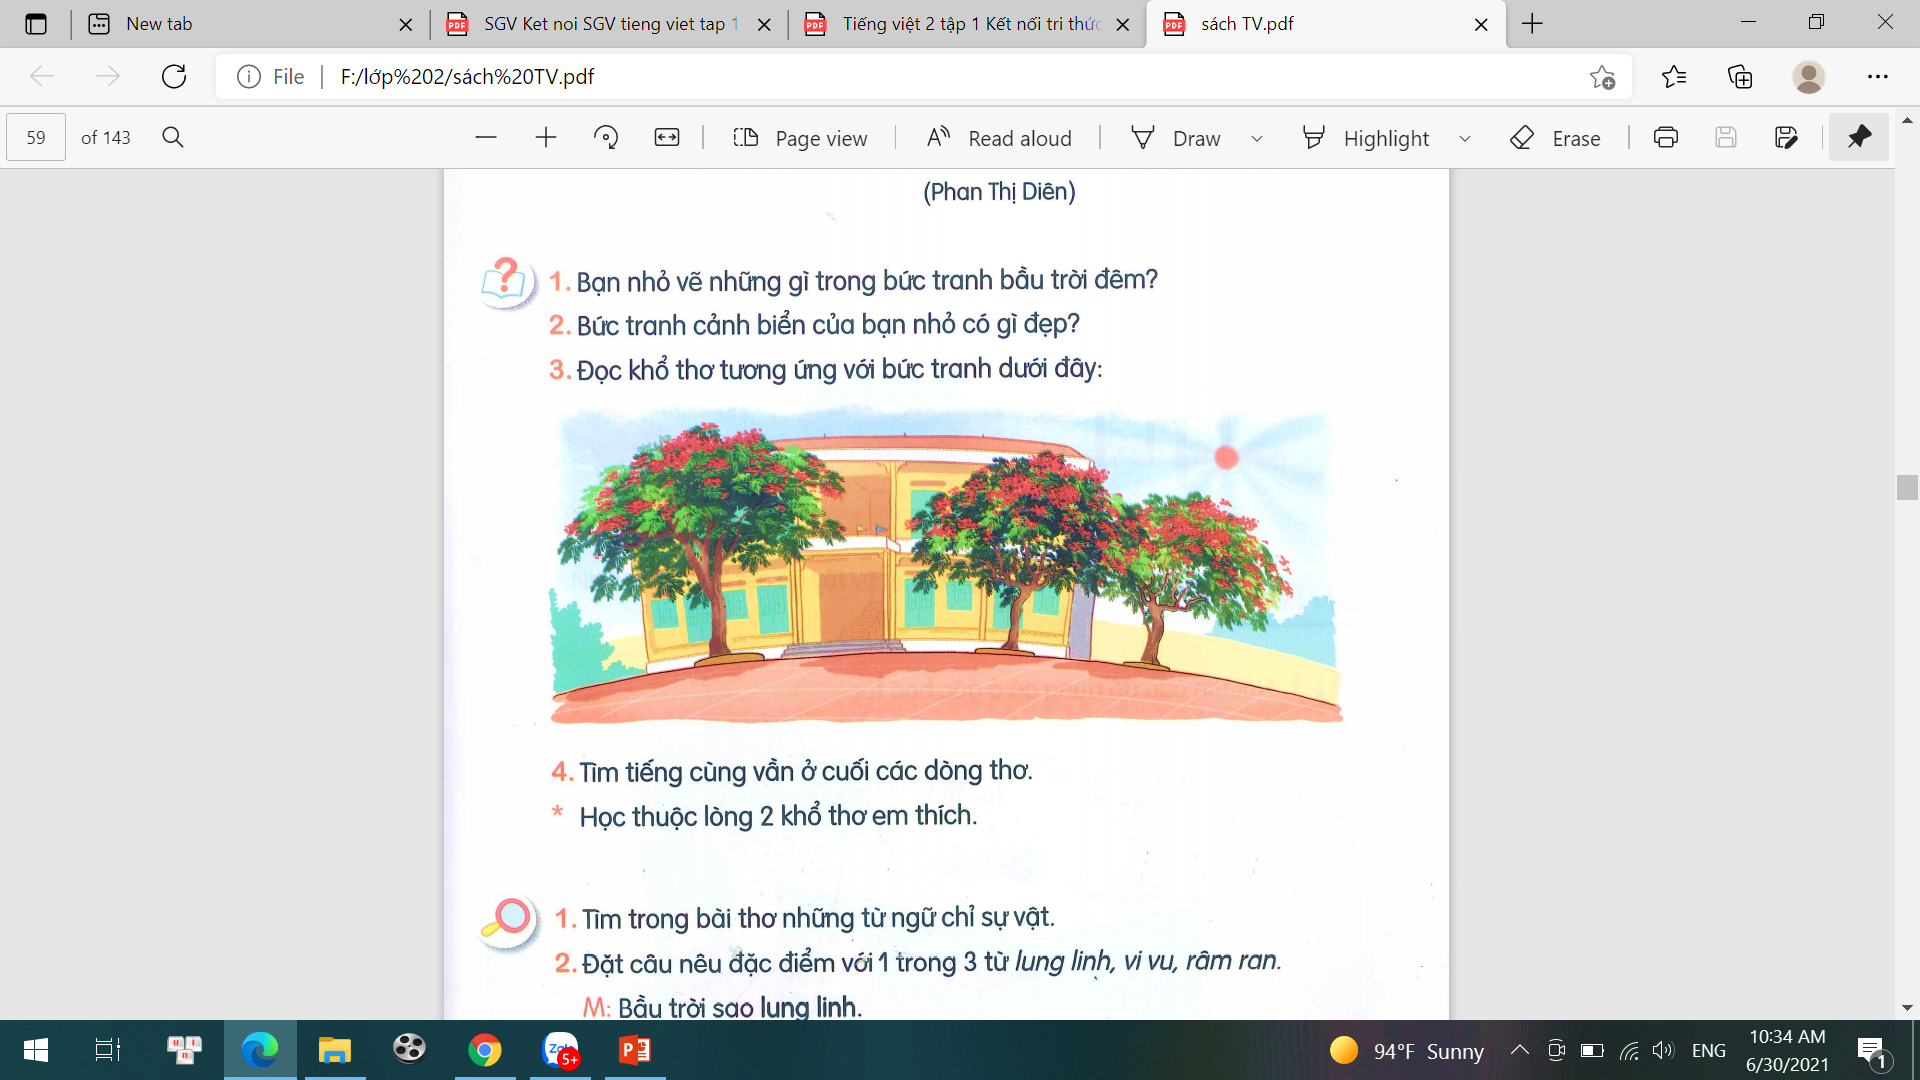 New tab
SGV Ket noi SGV tieng viet tap 1
Tiếng việt 2 tập 1 Kết nối tri thức
sách TV.pdf
File
F:/lớp%202/sách%20TV.pdf
59 of 143
Page view
Read aloud
Draw
Highlight
Erase
(Phan Thị Diên)
1. Bạn nhỏ vẽ những gì trong bức tranh bầu trời đêm?
2. Bức tranh cảnh biển của bạn nhỏ có gì đẹp?
3. Đọc khổ thơ tương ứng với bức tranh dưới đây:
4. Tìm tiếng cùng vần ở cuối các dòng thơ.
* Học thuộc lòng 2 khổ thơ em thích.
1. Tìm trong bài thơ những từ ngữ chỉ sự vật.
2. Đặt câu nêu đặc điểm với 1 trong 3 từ lung linh, vi vu, râm ran.
M: Bầu trời sao lung linh.
94°F Sunny
ENG
10:34 AM
6/30/2021